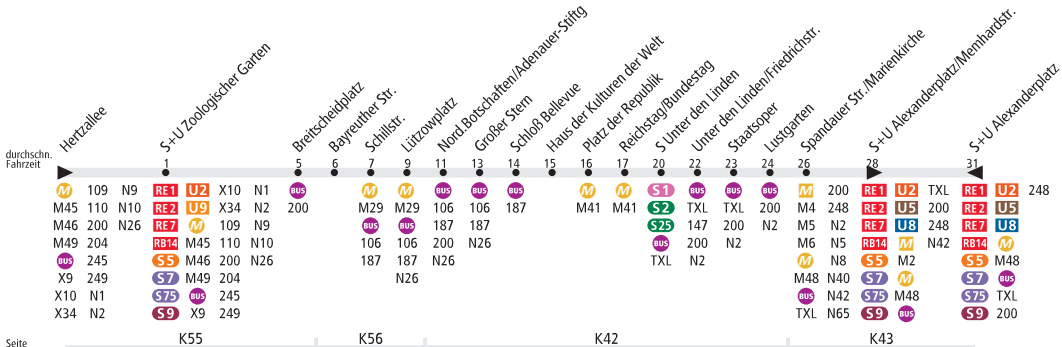 Hertzallee
S+U Zoologischer Garten
Breitscheidplatz
Bayreuther Str.
Schillstr.
Lützowplatz
Nord.Botschaften/Adenauer-Stiftg
Großer Stern
Schloß Bellevue
Haus der Kulturen der Welt
Platz der Republik
Reichstag/Bundestag
S Unter den Linden
Unter den Linden/Friedrichstr.
Staatsoper
Lustgarten
Spandauer Str./Marienkirche
S+U Alexanderplatz/Memhardstr.
S+U Alexanderplatz
durchschn.
Fahrzeit
1 5 6 7 9 11 13 14 15 16 17 20 22 23 24 26 28 31
M 109 N9 RE1 U2 X10 N1 BUS M M BUS BUS BUS M M S1 BUS BUS BUS M 200 RE1 U2 TXL RE1 U2 248
M45 110 N10 RE2 U9 X34 N2 200 M29 M29 106 106 187 M41 M41 S2 TXL TXL 200 M4 248 RE2 U5 200 RE2 U5
M46 200 N26 RE7 M 109 N9 BUS BUS 187 187 S25 147 200 N2 M5 N2 RE7 U8 248 RE7 U8
M49 204 RB14 M45 110 N10 106 106 200 N26 BUS 200 N2 M6 N5 RB14 M N42 RB14 M
BUS 245 S5 M46 200 N26 187 187 N26 TXL N2 M N8 S5 M2 S5 M48
X9 249 S7 M49 204 N26 M48 N40 S7 M S7 BUS
X10 N1 S75 BUS 245 BUS N42 S75 M48 S75 TXL
X34 N2 S9 X9 249 TXL N65 S9 BUS S9 200
Seite K55 K56 K42 K43